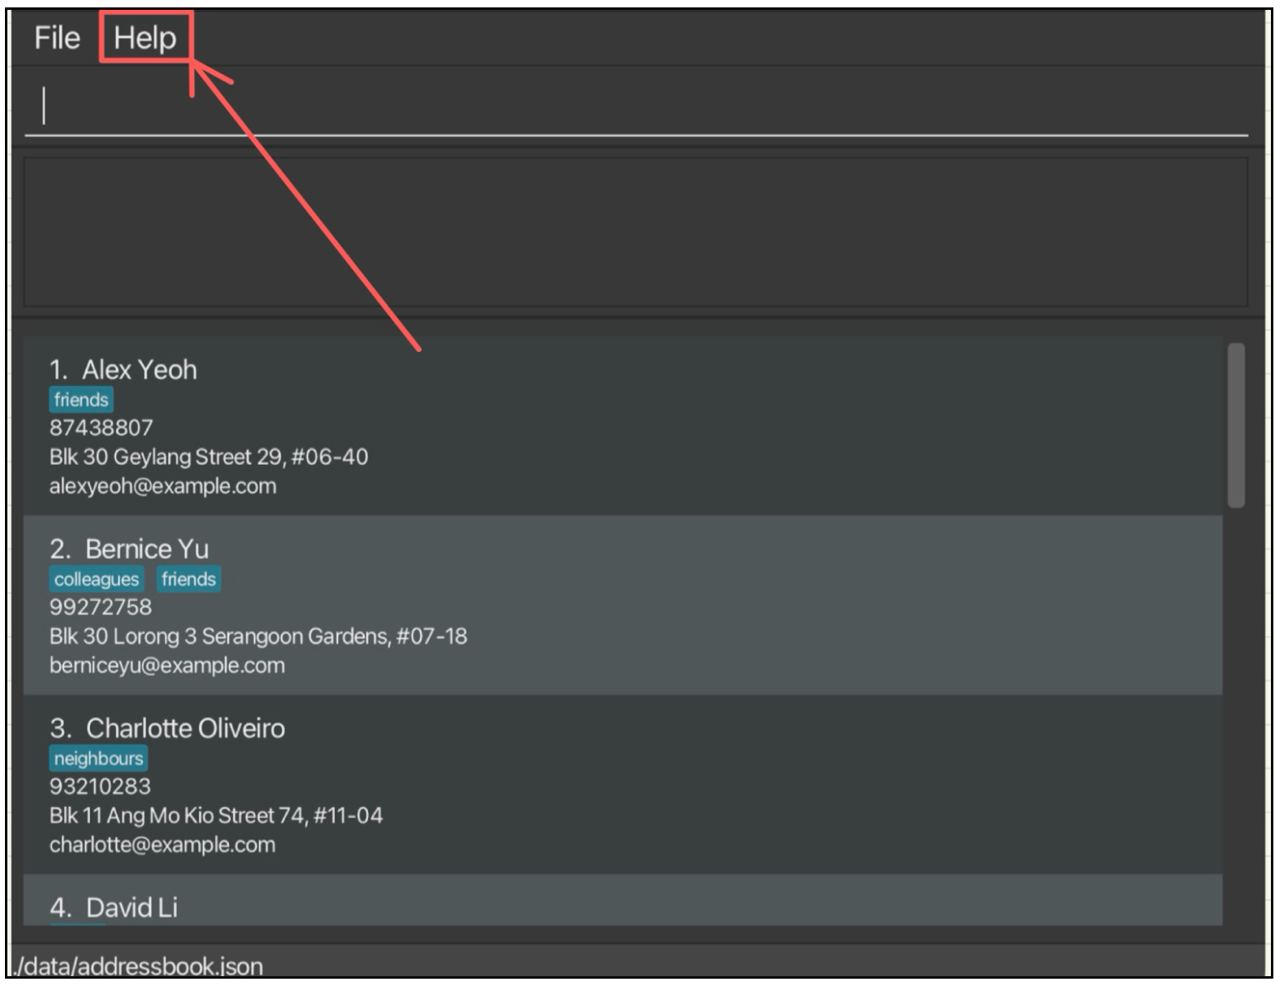 File Help
1. Alex Yeoh
friends
87438807
Blk 30 Geylang Street 29, #06-40
alexyeoh@example.com
2. Bernice Yu
colleagues friends
99272758
Blk 30 Lorong 3 Serangoon Gardens, #07-18
berniceyu@example.com
3. Charlotte Oliveiro
neighbours
93210283
Blk 11 Ang Mo Kio Street 74, #11-04
charlotte@example.com
4. David Li
./data/addressbook.json